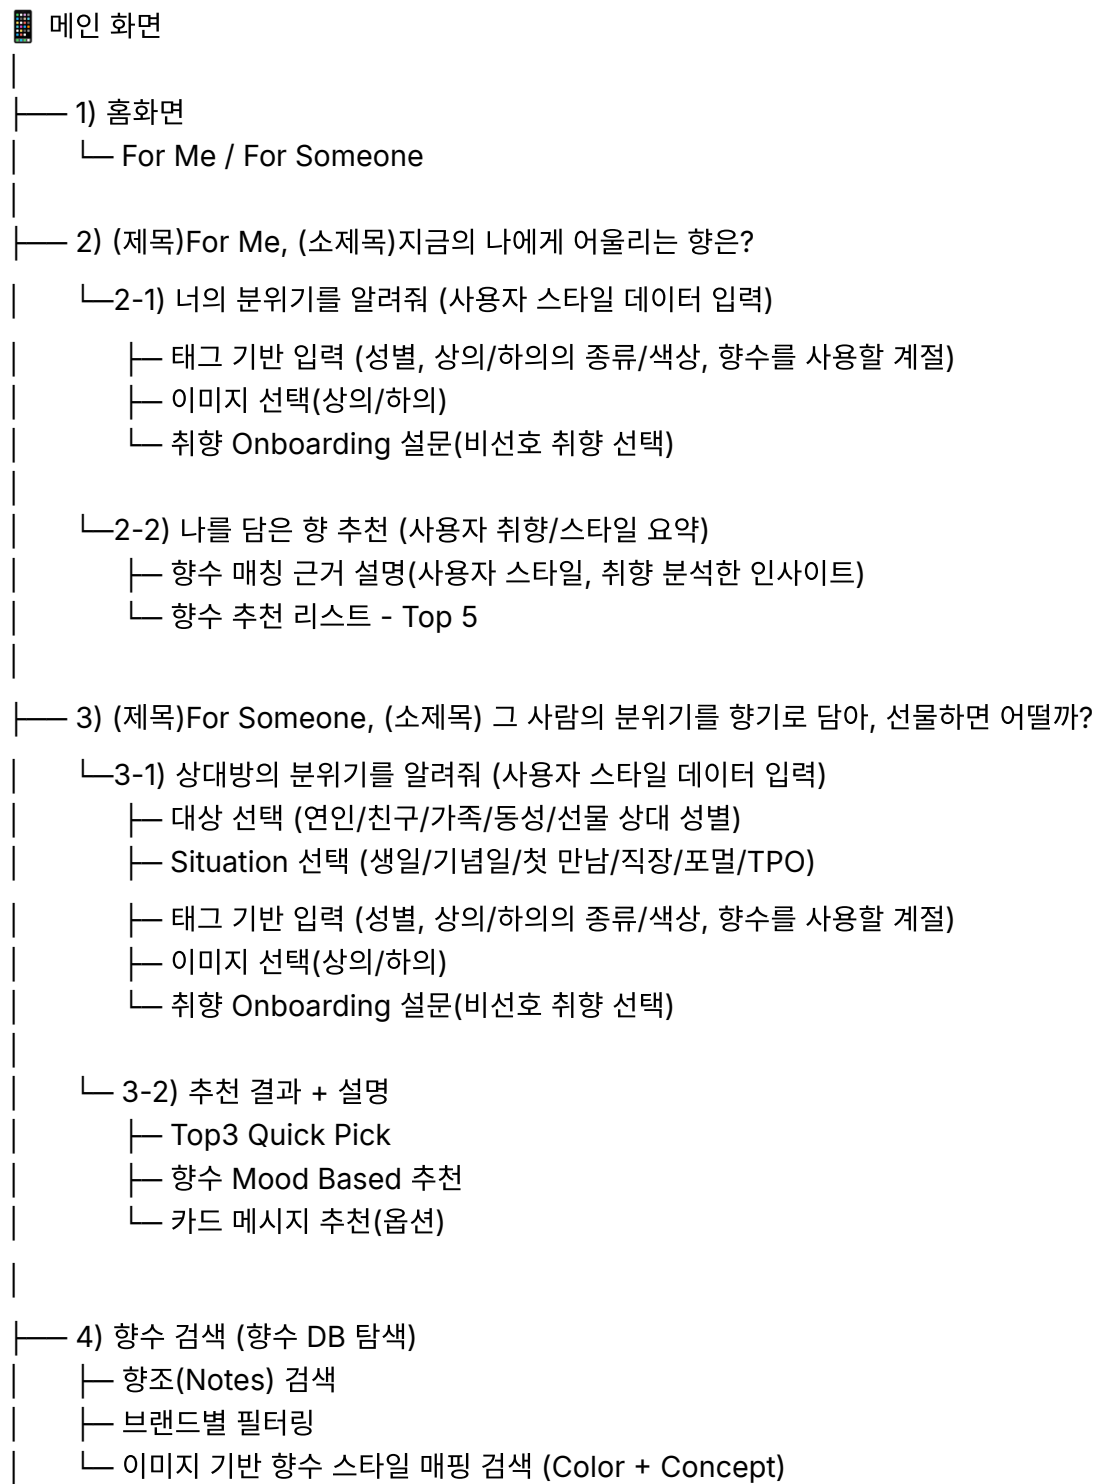 📱 메인 화면
│
├── 1) 홈화면
│ └─ For Me / For Someone
│
├── 2) (제목)For Me, (소제목)지금의 나에게 어울리는 향은?
│ └─2-1) 너의 분위기를 알려줘 (사용자 스타일 데이터 입력)
│ ├─ 태그 기반 입력 (성별, 상의/하의의 종류/색상, 향수를 사용할 계절)
│ ├─ 이미지 선택(상의/하의)
│ └─ 취향 Onboarding 설문(비선호 취향 선택)
│
│ └─2-2) 나를 담은 향 추천 (사용자 취향/스타일 요약)
│ ├─ 향수 매칭 근거 설명(사용자 스타일, 취향 분석한 인사이트)
│ └─ 향수 추천 리스트 - Top 5
│
├── 3) (제목)For Someone, (소제목) 그 사람의 분위기를 향기로 담아, 선물하면 어떨까?
│ └─3-1) 상대방의 분위기를 알려줘 (사용자 스타일 데이터 입력)
│ ├─ 대상 선택 (연인/친구/가족/동성/선물 상대 성별)
│ ├─ Situation 선택 (생일/기념일/첫 만남/직장/포멀/TPO)
│ ├─ 태그 기반 입력 (성별, 상의/하의의 종류/색상, 향수를 사용할 계절)
│ ├─ 이미지 선택(상의/하의)
│ └─ 취향 Onboarding 설문(비선호 취향 선택)
│
│ └─ 3-2) 추천 결과 + 설명
│ ├─ Top3 Quick Pick
│ ├─ 향수 Mood Based 추천
│ └─ 카드 메시지 추천(옵션)
│
├── 4) 향수 검색 (향수 DB 탐색)
│ ├─ 향조(Notes) 검색
│ ├─ 브랜드별 필터링
│ └─ 이미지 기반 향수 스타일 매핑 검색 (Color + Concept)